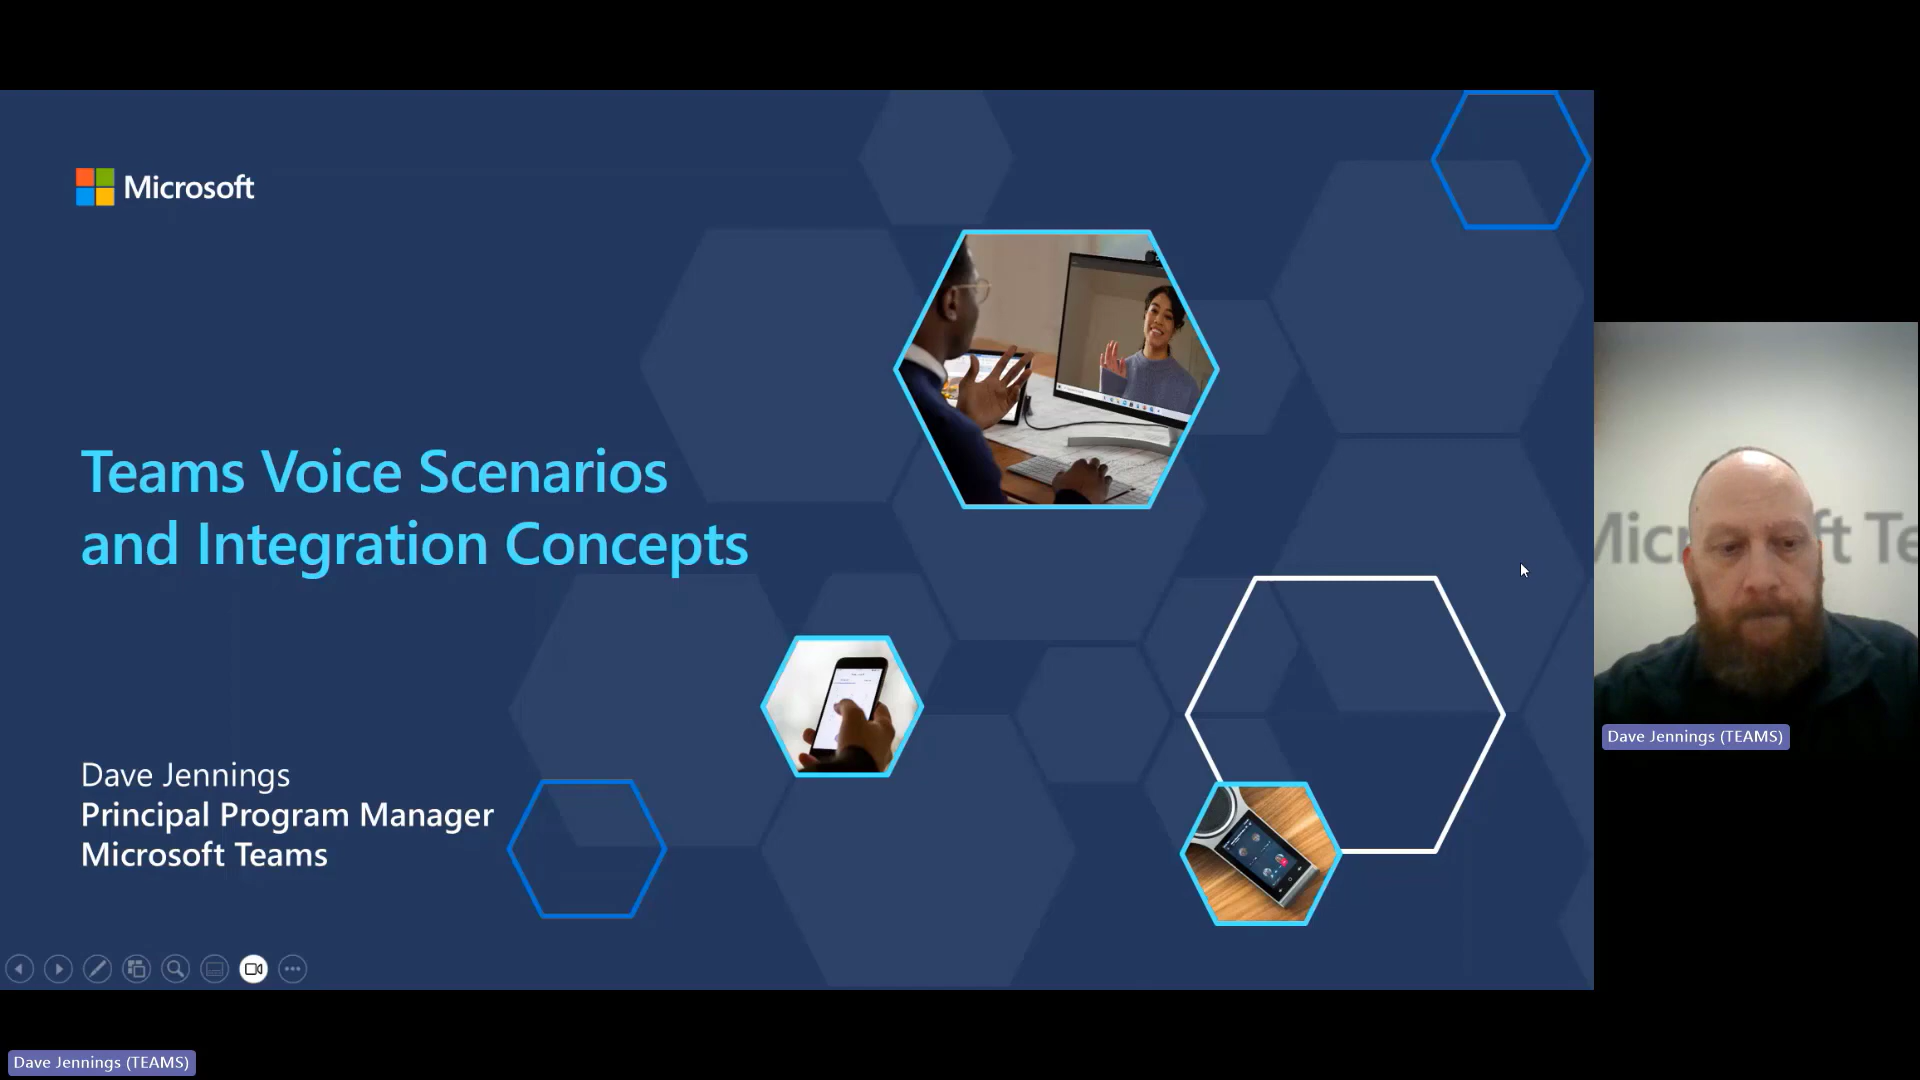 Microsoft
Teams Voice Scenarios
and Integration Concepts
Dave Jennings
Principal Program Manager
Microsoft Teams
Dave Jennings (TEAMS)
Dave Jennings (TEAMS)